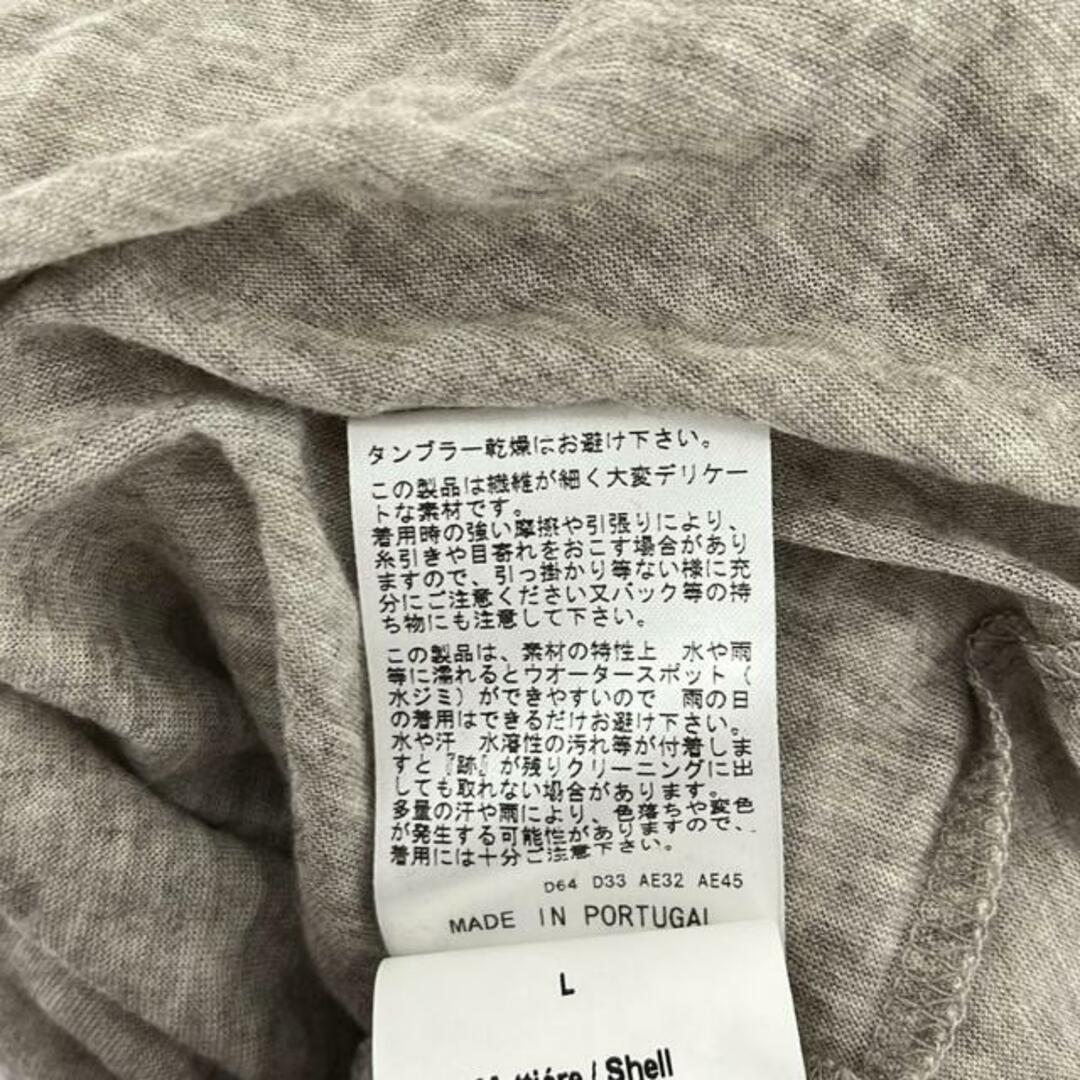 タンブラー乾燥はお避け下さい。
この製品は繊維が細く大変デリケー
トな素材です。
着用時の強い摩擦や引張りにより、
糸引きや目寄れをおこす場合があり
ますので、引っ掛かり等ない様に充
分にご注意ください又バック等の持
ち物にも注意して下さい。
この製品は、素材の特性上　水や雨
等に濡れるとウオータースポット（
水ジミ）ができやすいので　雨の日
の着用はできるだけお避け下さい。
水や汗　水溶性の汚れ等が付着しま
すと『跡』が残りクリーニングに出
しても取れない場合があります。
多量の汗や雨により、色落ちや変色
が発生する可能性がありますので、
着用には十分ご注意下さい。
D64 D33 AE32 AE45
MADE IN PORTUGAL
L
/ Shell